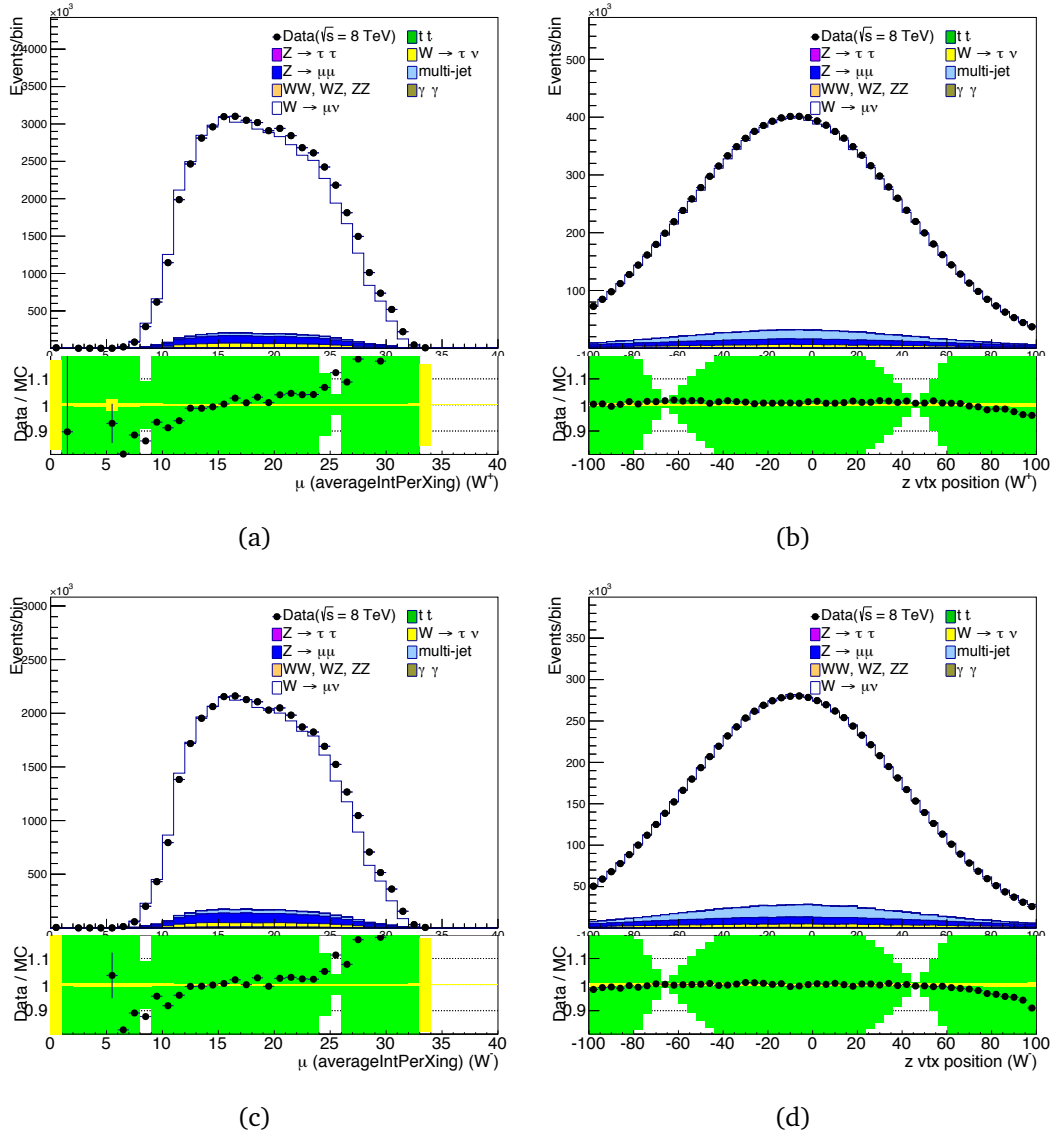 ×10³
Events/bin
4000
3500
3000
2500
2000
1500
1000
500
Data(√s = 8 TeV)
Z → τ τ
Z → μμ
WW, WZ, ZZ
W → μν
t t
W → τ ν
multi-jet
γ γ
Data / MC
1.1
1
0.9
0 5 10 15 20 25 30 35 40
μ (averageIntPerXing) (W⁺)
(a)
×10³
Events/bin
500
400
300
200
100
Data(√s = 8 TeV)
Z → τ τ
Z → μμ
WW, WZ, ZZ
W → μν
t t
W → τ ν
multi-jet
γ γ
Data / MC
1.1
1
0.9
-100 -80 -60 -40 -20 0 20 40 60 80 100
z vtx position (W⁺)
(b)
×10³
Events/bin
3000
2500
2000
1500
1000
500
Data(√s = 8 TeV)
Z → τ τ
Z → μμ
WW, WZ, ZZ
W → μν
t t
W → τ ν
multi-jet
γ γ
Data / MC
1.1
1
0.9
0 5 10 15 20 25 30 35 40
μ (averageIntPerXing) (W⁻)
(c)
×10³
Events/bin
350
300
250
200
150
100
50
Data(√s = 8 TeV)
Z → τ τ
Z → μμ
WW, WZ, ZZ
W → μν
t t
W → τ ν
multi-jet
γ γ
Data / MC
1.1
1
0.9
-100 -80 -60 -40 -20 0 20 40 60 80 100
z vtx position (W⁻)
(d)